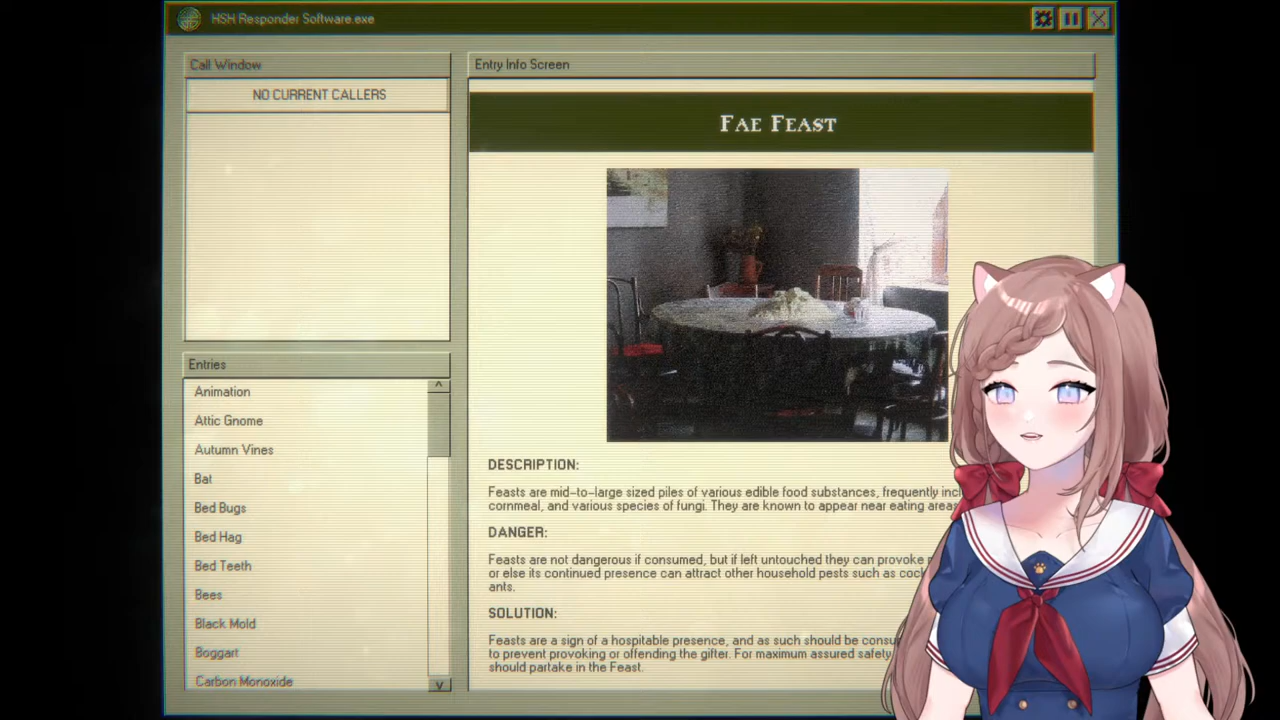 HSH Responder Software.exe
Call Window
NO CURRENT CALLERS
Entries
Animation
Attic Gnome
Autumn Vines
Bat
Bed Bugs
Bed Hag
Bed Teeth
Bees
Black Mold
Boggart
Carbon Monoxide
Entry Info Screen
FAE FEAST
DESCRIPTION:
Feasts are mid-to-large sized piles of various edible food substances, frequently
cornmeal, and various species of fungi. They are known to appear near eating
DANGER:
Feasts are not dangerous if consumed, but if left untouched they can provoke
or else its continued presence can attract other household pests such as
ants.
SOLUTION:
Feasts are a sign of a hospitable presence, and as such should be
to prevent provoking or offending the gifter. For maximum assured safety
should partake in the Feast.